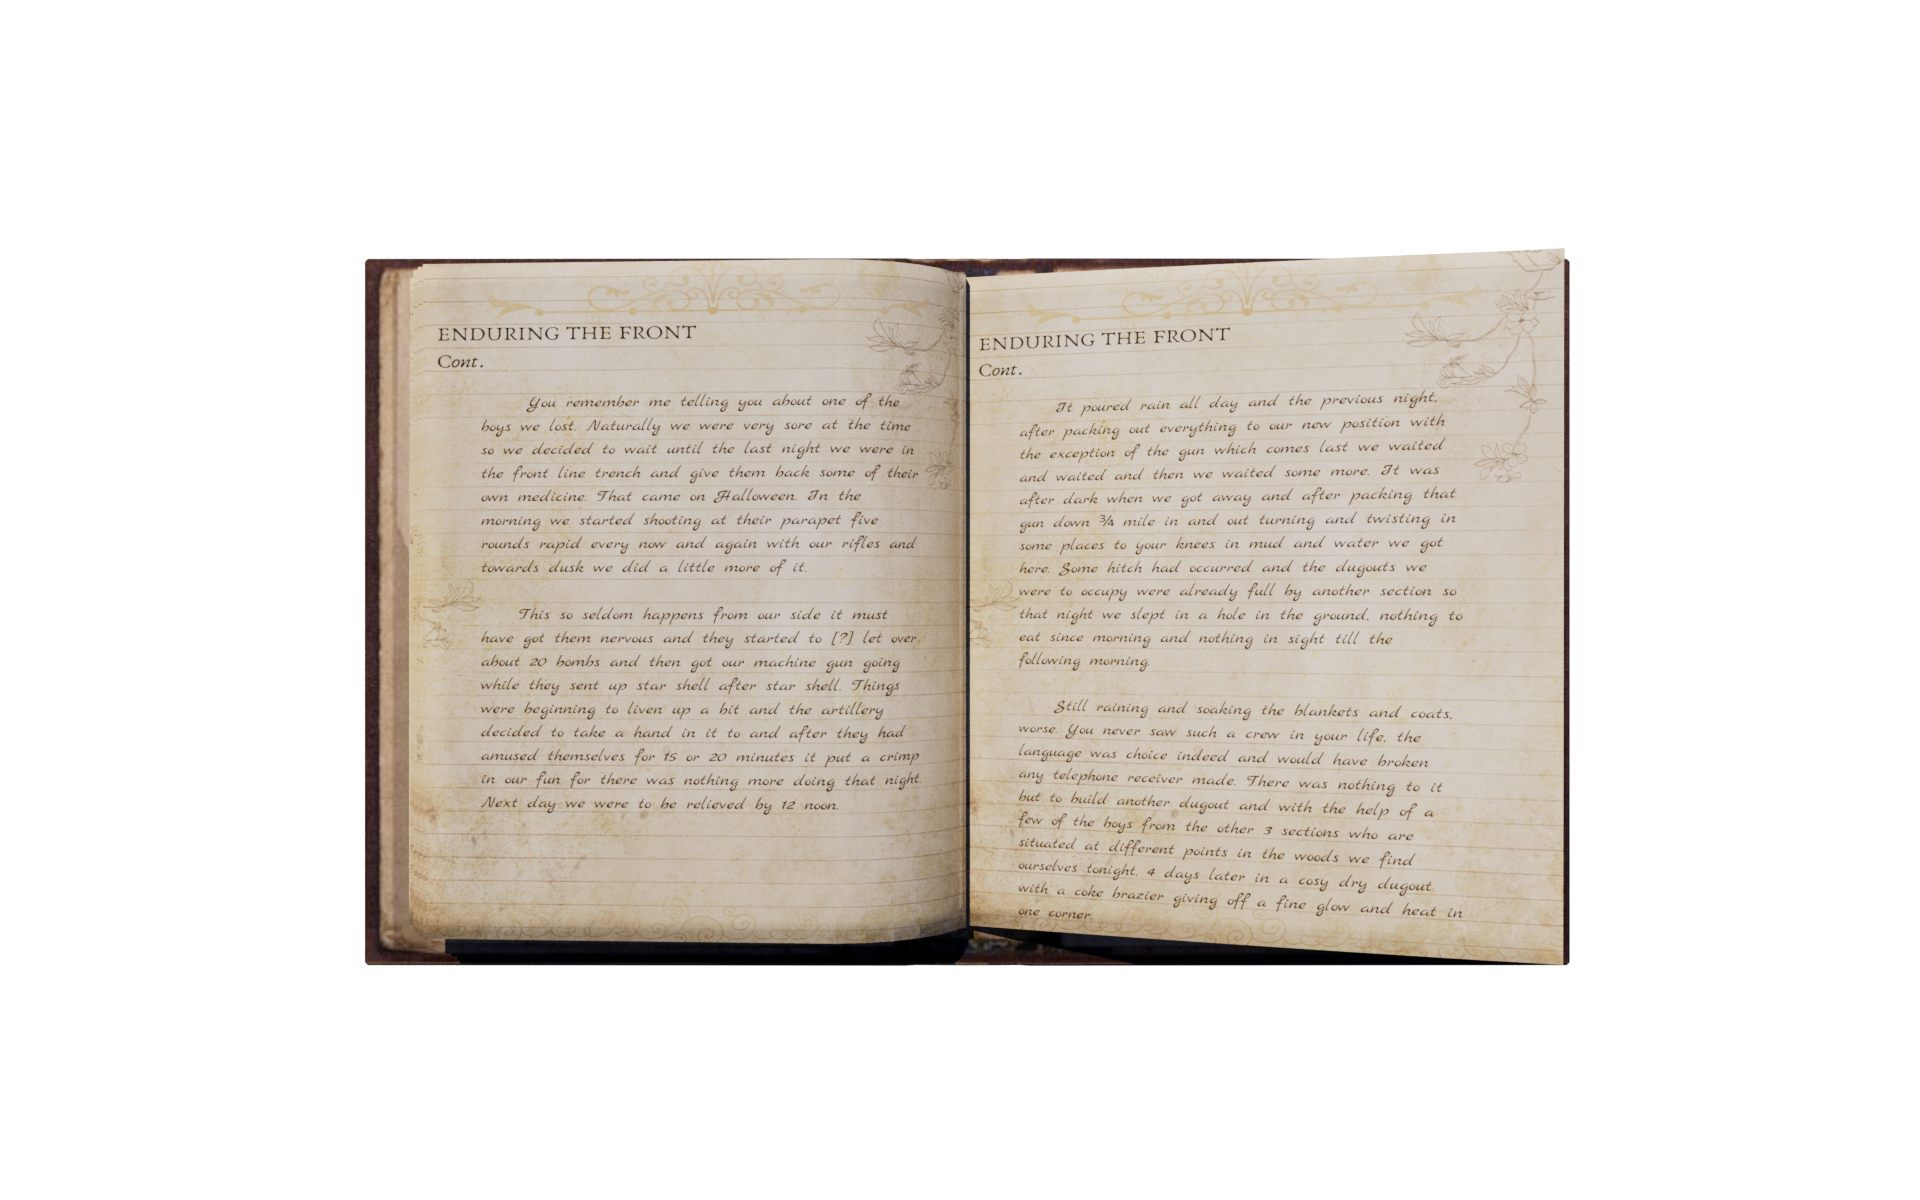 ENDURING THE FRONT
Cont.
You remember me telling you about one of the
boys we lost. Naturally we were very sore at the time
so we decided to wait until the last night we were in
the front line trench and give them back some of their
own medicine. That came on Halloween. In the
morning we started shooting at their parapet five
rounds rapid every now and again with our rifles and
towards dusk we did a little more of it.
This so seldom happens from our side it must
have got them nervous and they started to [?] let over
about 20 bombs and then got our machine gun going
while they sent up star shell after star shell. Things
were beginning to liven up a bit and the artillery
decided to take a hand in it to and after they had
amused themselves for 15 or 20 minutes it put a crimp
in our fun for there was nothing more doing that night.
Next day we were to be relieved by 12 noon.
ENDURING THE FRONT
Cont.
It poured rain all day and the previous night,
after packing out everything to our new position with
the exception of the gun which comes last we waited
and waited and then we waited some more. It was
after dark when we got away and after packing that
gun down ¾ mile in and out turning and twisting in
some places to your knees in mud and water we got
here. Some hitch had occurred and the dugouts we
were to occupy were already full by another section so
that night we slept in a hole in the ground, nothing to
eat since morning and nothing in sight till the
following morning.
Still raining and soaking the blankets and coats,
worse. You never saw such a crew in your life, the
language was choice indeed and would have broken
any telephone receiver made. There was nothing to it
but to build another dugout and with the help of a
few of the boys from the other 3 sections who are
situated at different points in the woods we find
ourselves tonight, 4 days later in a cosy dry dugout
with a coke brazier giving off a fine glow and heat in
one corner.